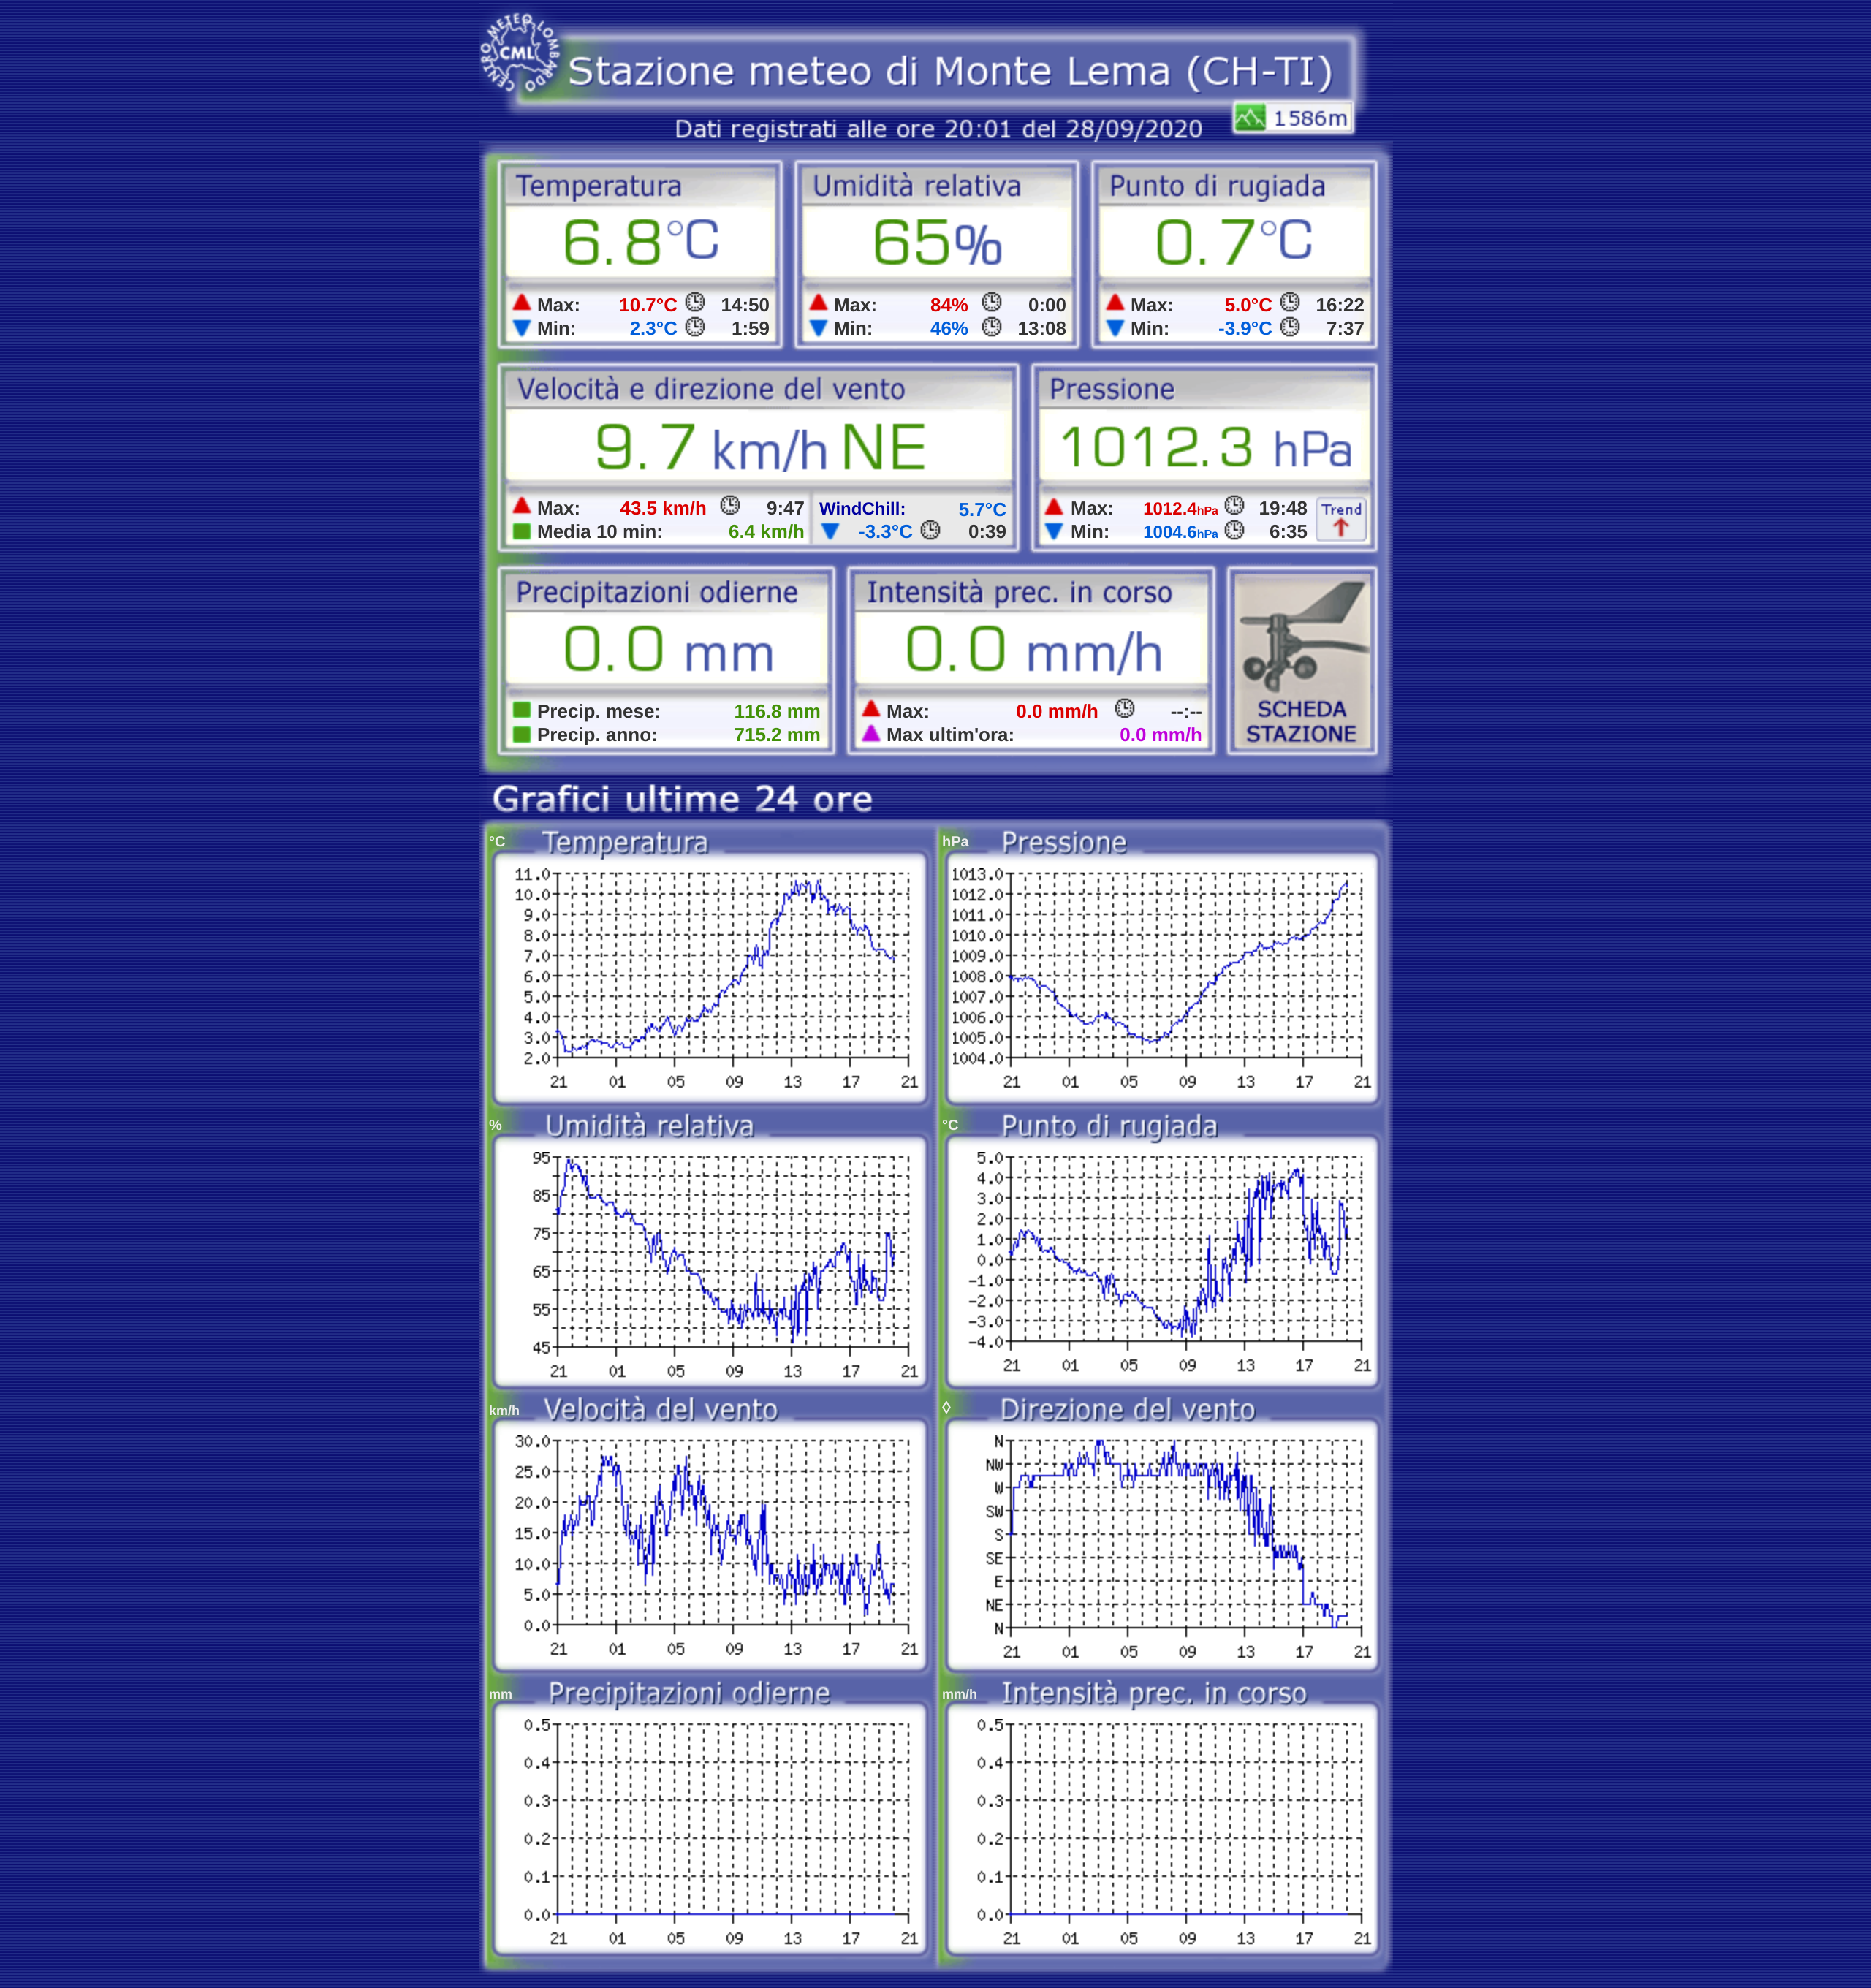 CENTRO METEO LOMBARDO
CML
Stazione meteo di Monte Lema (CH-TI)
1586m
Dati registrati alle ore 20:01 del 28/09/2020
Temperatura
6.8°C
Max: 10.7°C 14:50
Min: 2.3°C 1:59
Umidità relativa
65%
Max: 84% 0:00
Min: 46% 13:08
Punto di rugiada
0.7°C
Max: 5.0°C 16:22
Min: -3.9°C 7:37
Velocità e direzione del vento
9.7 km/h NE
Max: 43.5 km/h 9:47
Media 10 min: 6.4 km/h
WindChill: 5.7°C
-3.3°C 0:39
Pressione
1012.3 hPa
Max: 1012.4hPa 19:48
Min: 1004.6hPa 6:35
Trend
Precipitazioni odierne
0.0 mm
Precip. mese: 116.8 mm
Precip. anno: 715.2 mm
Intensità prec. in corso
0.0 mm/h
Max: 0.0 mm/h --:--
Max ultim'ora: 0.0 mm/h
SCHEDA
STAZIONE
Grafici ultime 24 ore
°C Temperatura
11.0
10.0
9.0
8.0
7.0
6.0
5.0
4.0
3.0
2.0
21 01 05 09 13 17 21
hPa Pressione
1013.0
1012.0
1011.0
1010.0
1009.0
1008.0
1007.0
1006.0
1005.0
1004.0
21 01 05 09 13 17 21
% Umidità relativa
95
85
75
65
55
45
21 01 05 09 13 17 21
°C Punto di rugiada
5.0
4.0
3.0
2.0
1.0
0.0
-1.0
-2.0
-3.0
-4.0
21 01 05 09 13 17 21
km/h Velocità del vento
30.0
25.0
20.0
15.0
10.0
5.0
0.0
21 01 05 09 13 17 21
◊ Direzione del vento
N
NW
W
SW
S
SE
E
NE
N
21 01 05 09 13 17 21
mm Precipitazioni odierne
0.5
0.4
0.3
0.2
0.1
0.0
21 01 05 09 13 17 21
mm/h Intensità prec. in corso
0.5
0.4
0.3
0.2
0.1
0.0
21 01 05 09 13 17 21